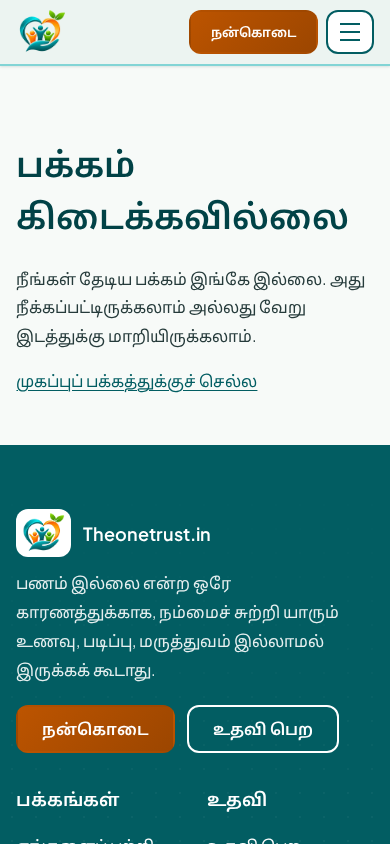 நன்கொடை
பக்கம்
கிடைக்கவில்லை
நீங்கள் தேடிய பக்கம் இங்கே இல்லை. அது
நீக்கப்பட்டிருக்கலாம் அல்லது வேறு
இடத்துக்கு மாறியிருக்கலாம்.
முகப்புப் பக்கத்துக்குச் செல்ல
Theonetrust.in
பணம் இல்லை என்ற ஒரே
காரணத்துக்காக, நம்மைச் சுற்றி யாரும்
உணவு, படிப்பு, மருத்துவம் இல்லாமல்
இருக்கக் கூடாது.
நன்கொடை உதவி பெற
பக்கங்கள் உதவி